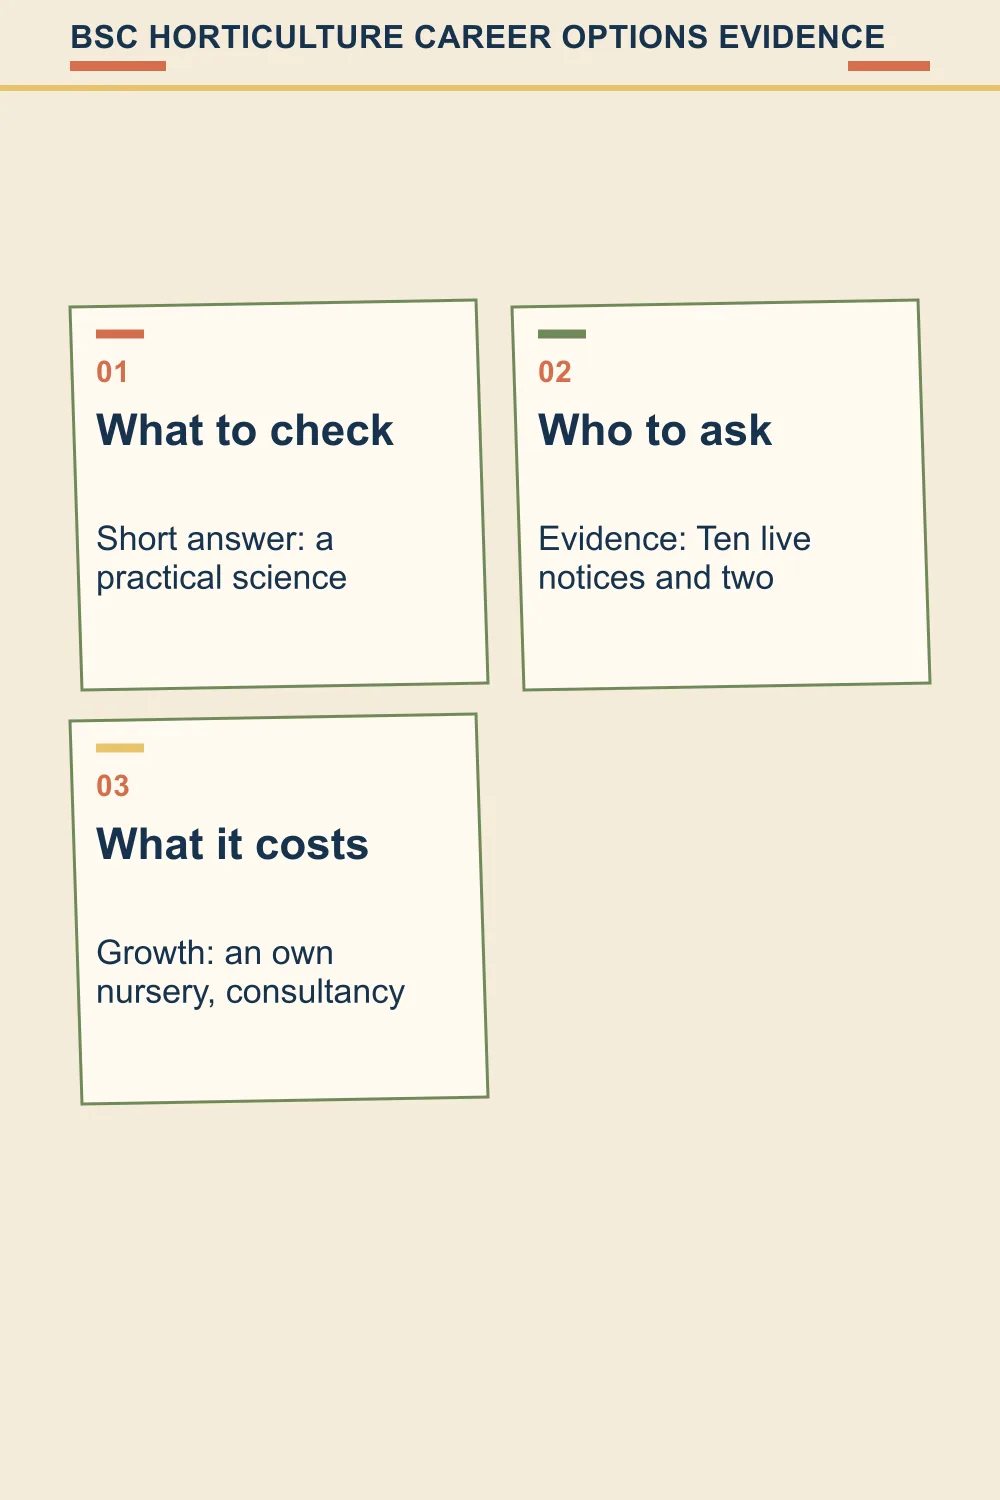 BSC HORTICULTURE CAREER OPTIONS EVIDENCE
01
What to check
Short answer: a
practical science
02
Who to ask
Evidence: Ten live
notices and two
03
What it costs
Growth: an own
nursery, consultancy